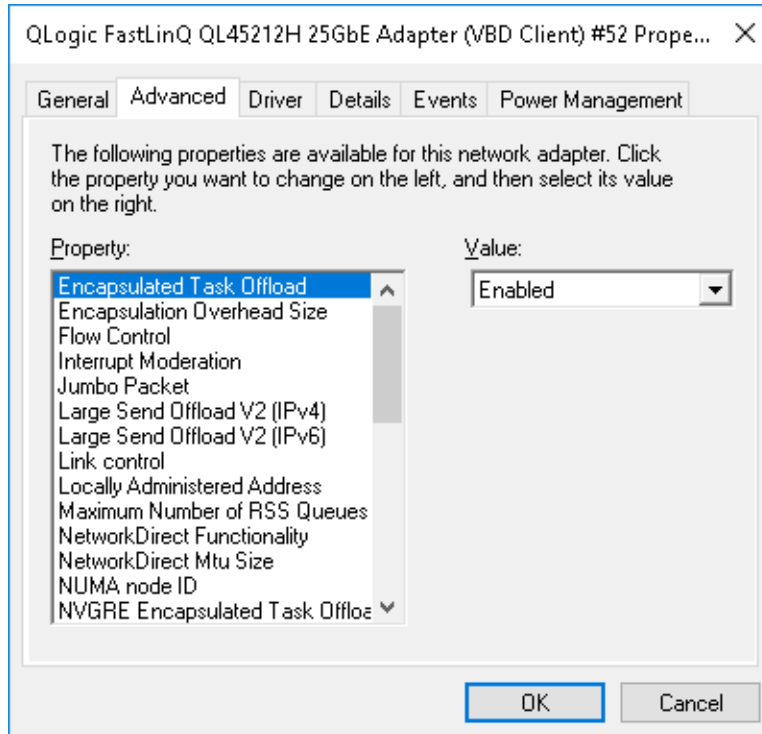 QLogic FastLinQ QL45212H 25GbE Adapter (VBD Client) #52 Prope...
General Advanced Driver Details Events Power Management
The following properties are available for this network adapter. Click
the property you want to change on the left, and then select its value
on the right.
Property:
Value:
Encapsulated Task Offload
Encapsulation Overhead Size
Flow Control
Interrupt Moderation
Jumbo Packet
Large Send Offload V2 (IPv4)
Large Send Offload V2 (IPv6)
Link control
Locally Administered Address
Maximum Number of RSS Queues
NetworkDirect Functionality
NetworkDirect Mtu Size
NUMA node ID
NVGRE Encapsulated Task Offloa
Enabled
OK
Cancel